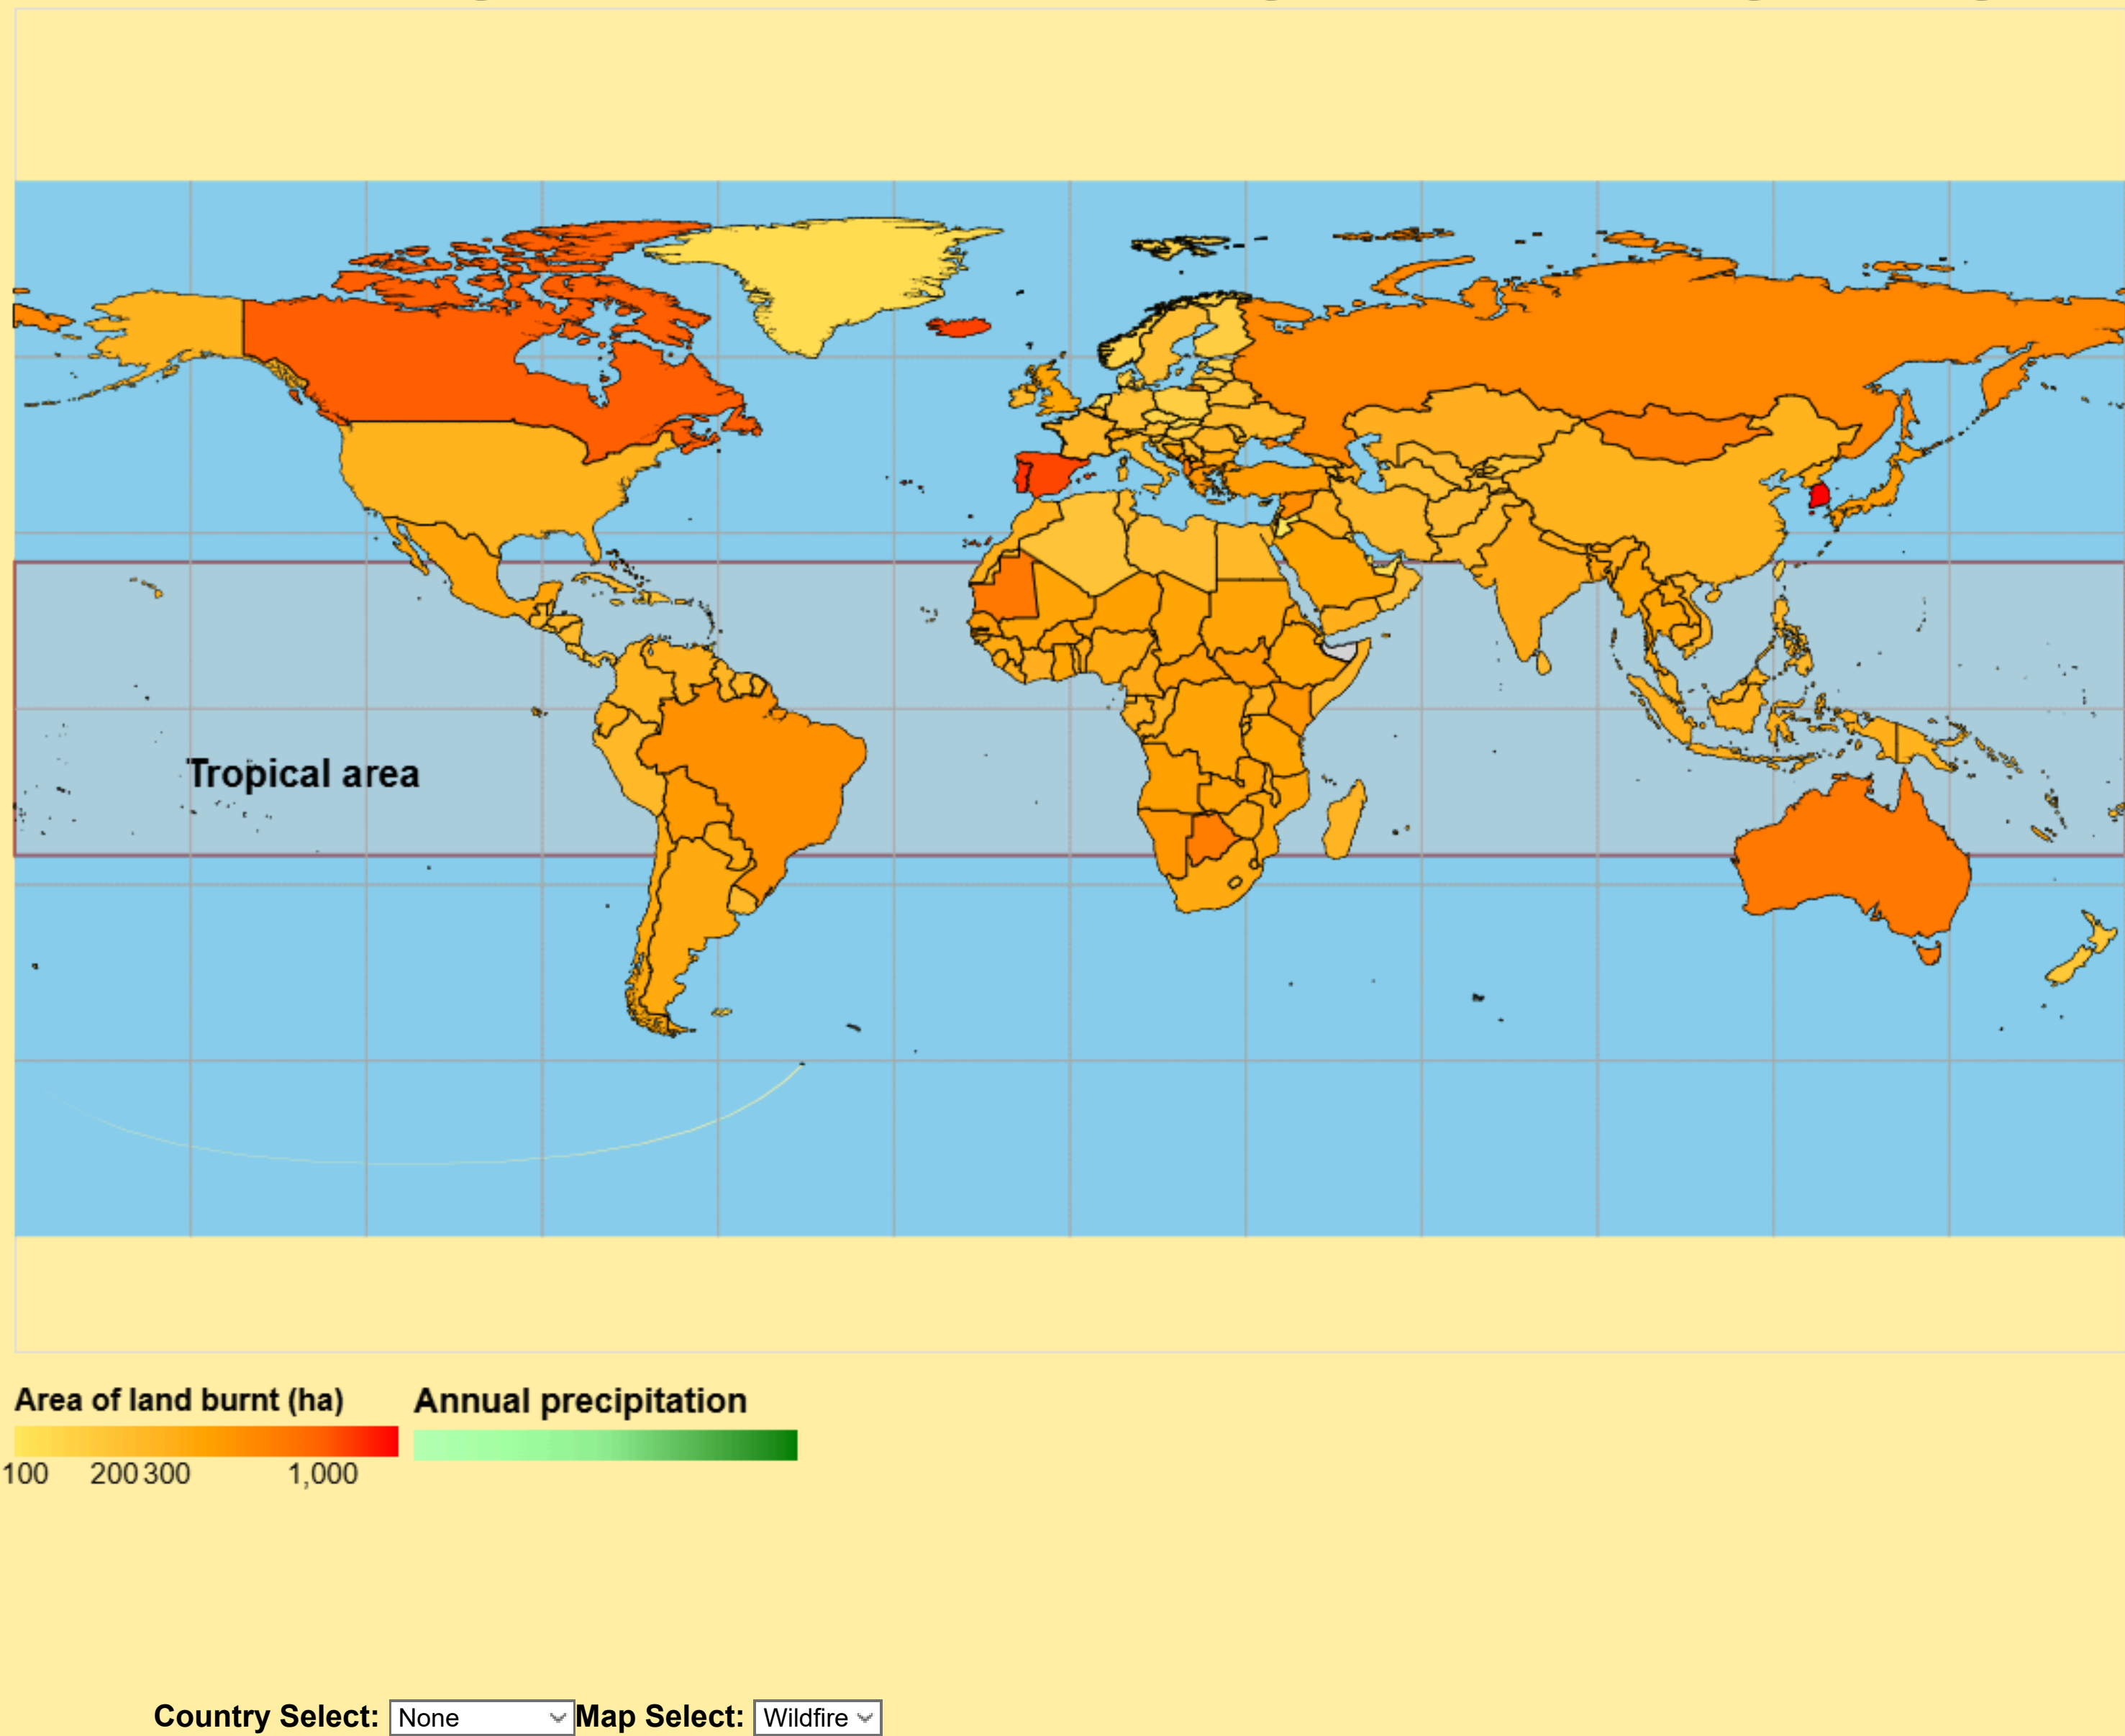 Tropical area
Area of land burnt (ha) Annual precipitation
100 200 300 1,000
Country Select: None Map Select: Wildfire